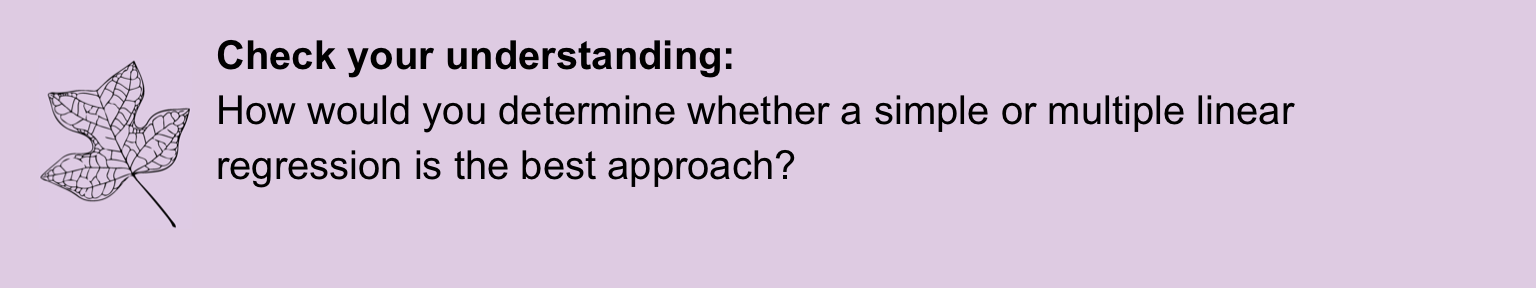 Check your understanding:
How would you determine whether a simple or multiple linear
regression is the best approach?